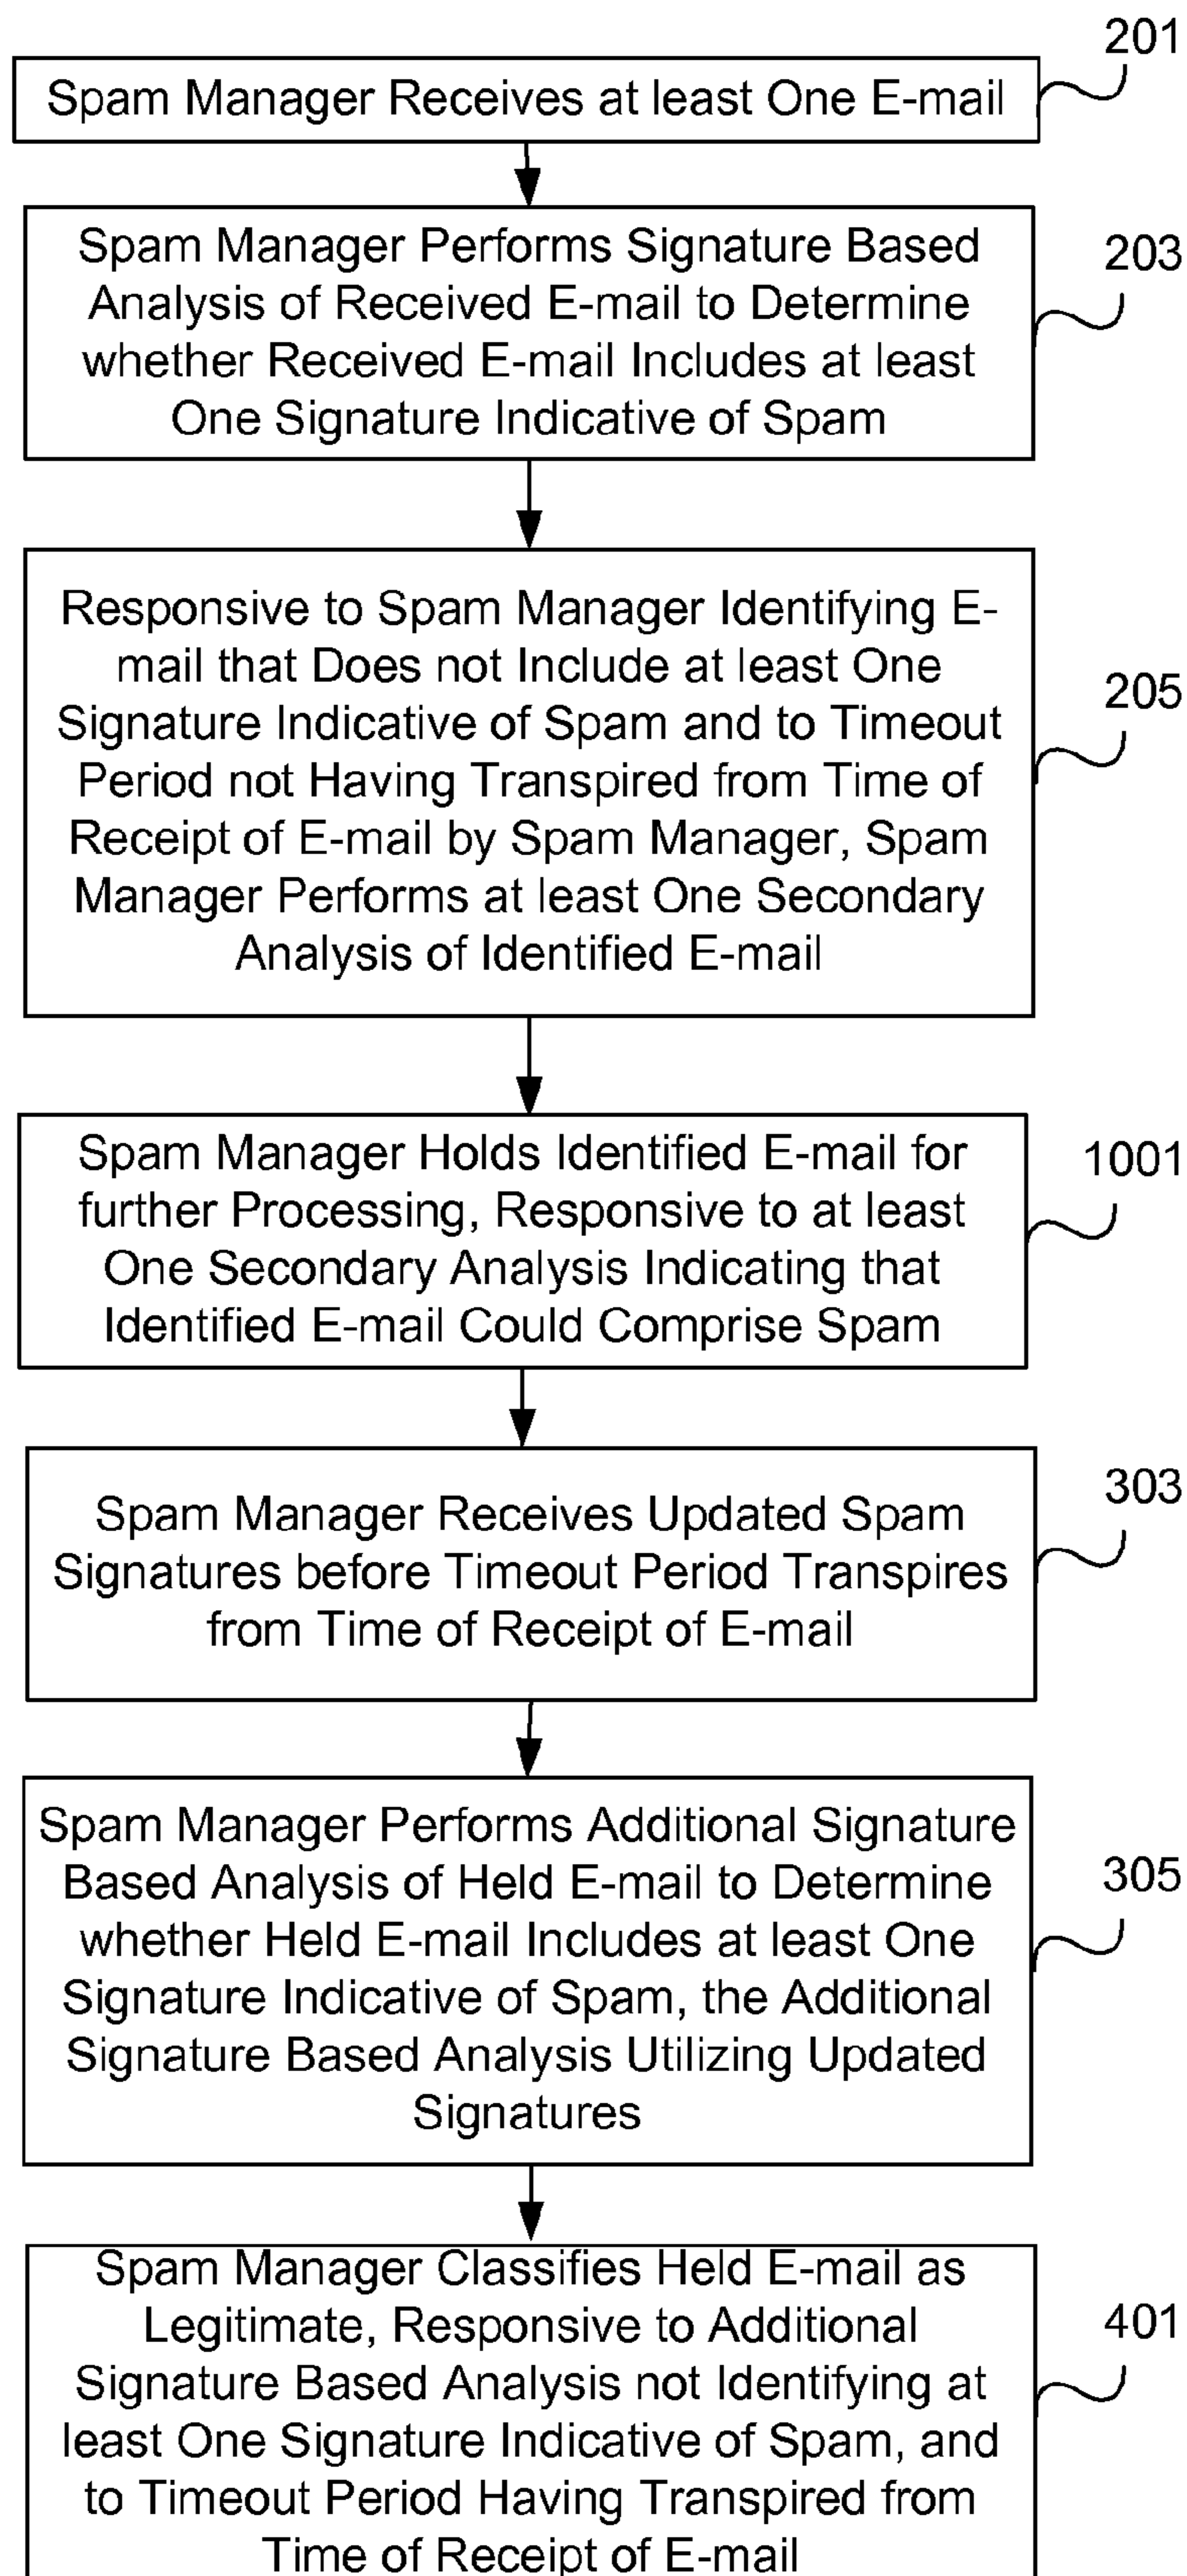 201
Spam Manager Receives at least One E-mail
203
Spam Manager Performs Signature Based
Analysis of Received E-mail to Determine
whether Received E-mail Includes at least
One Signature Indicative of Spam
205
Responsive to Spam Manager Identifying E-
mail that Does not Include at least One
Signature Indicative of Spam and to Timeout
Period not Having Transpired from Time of
Receipt of E-mail by Spam Manager, Spam
Manager Performs at least One Secondary
Analysis of Identified E-mail
1001
Spam Manager Holds Identified E-mail for
further Processing, Responsive to at least
One Secondary Analysis Indicating that
Identified E-mail Could Comprise Spam
303
Spam Manager Receives Updated Spam
Signatures before Timeout Period Transpires
from Time of Receipt of E-mail
305
Spam Manager Performs Additional Signature
Based Analysis of Held E-mail to Determine
whether Held E-mail Includes at least One
Signature Indicative of Spam, the Additional
Signature Based Analysis Utilizing Updated
Signatures
401
Spam Manager Classifies Held E-mail as
Legitimate, Responsive to Additional
Signature Based Analysis not Identifying at
least One Signature Indicative of Spam, and
to Timeout Period Having Transpired from
Time of Receipt of E-mail